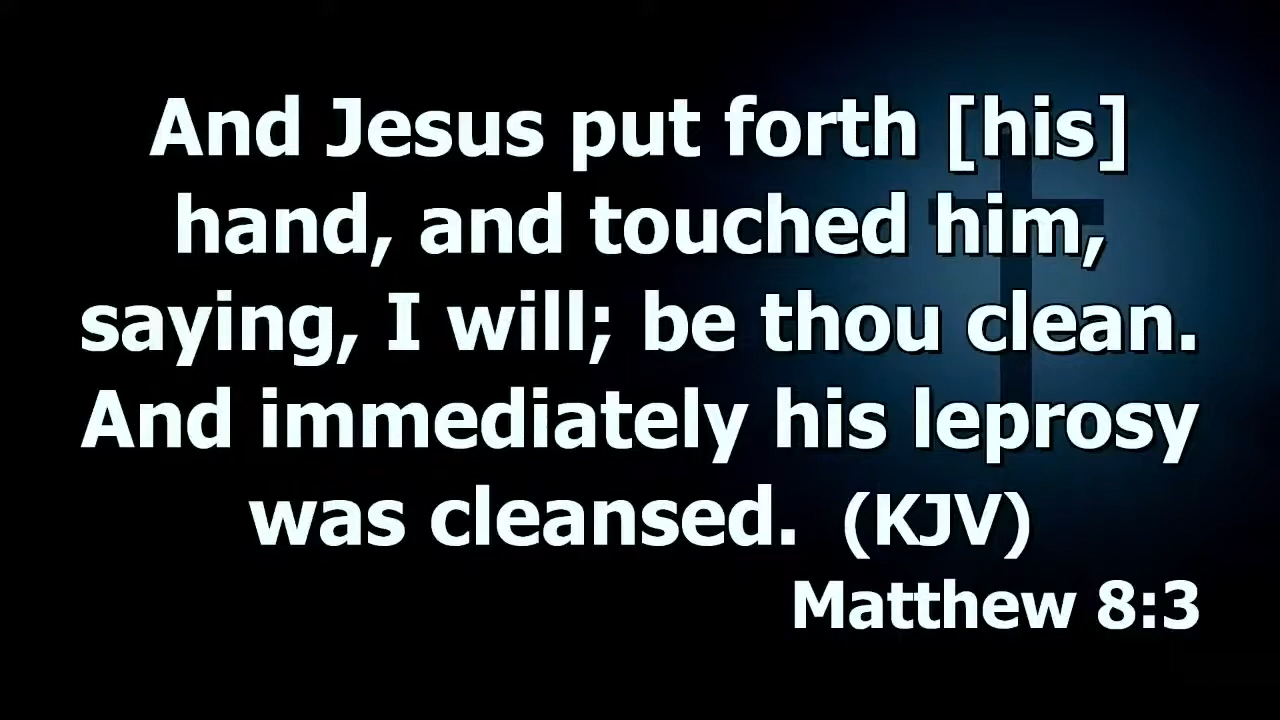 And Jesus put forth [his]
hand, and touched him,
saying, I will; be thou clean.
And immediately his leprosy
was cleansed.  (KJV)
Matthew 8:3